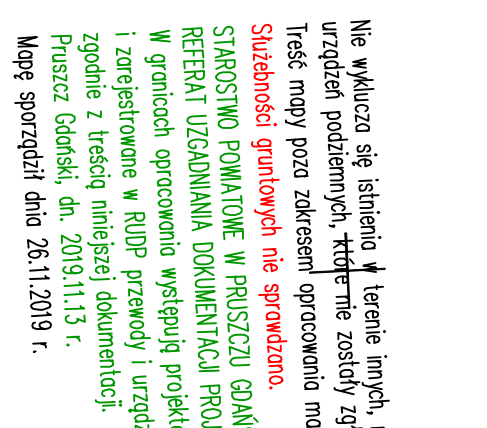 Nie wyklucza się istnienia w terenie innych,
urządzeń podziemnych, które nie zostały
Treść mapy poza zakresem opracowania
Służebności gruntowych nie sprawdzano.
STAROSTWO POWIATOWE W PRUSZCZU
REFERAT UZGADNIANIA DOKUMENTACJI
W granicach opracowania występują
i zarejestrowane w RUDP przewody i
zgodnie z treścią niniejszej dokumentacji.
Pruszcz Gdański, dn. 2019.11.13 r.
Mapę sporządził dnia 26.11.2019 r.